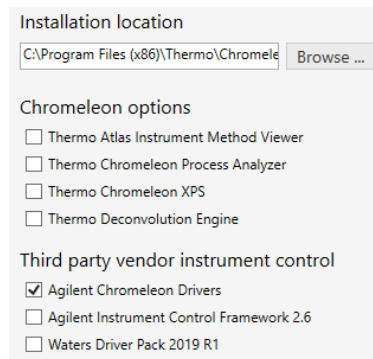 Installation location
C:\Program Files (x86)\Thermo\Chromele
Browse ...
Chromeleon options
Thermo Atlas Instrument Method Viewer
Thermo Chromeleon Process Analyzer
Thermo Chromeleon XPS
Thermo Deconvolution Engine
Third party vendor instrument control
Agilent Chromeleon Drivers
Agilent Instrument Control Framework 2.6
Waters Driver Pack 2019 R1